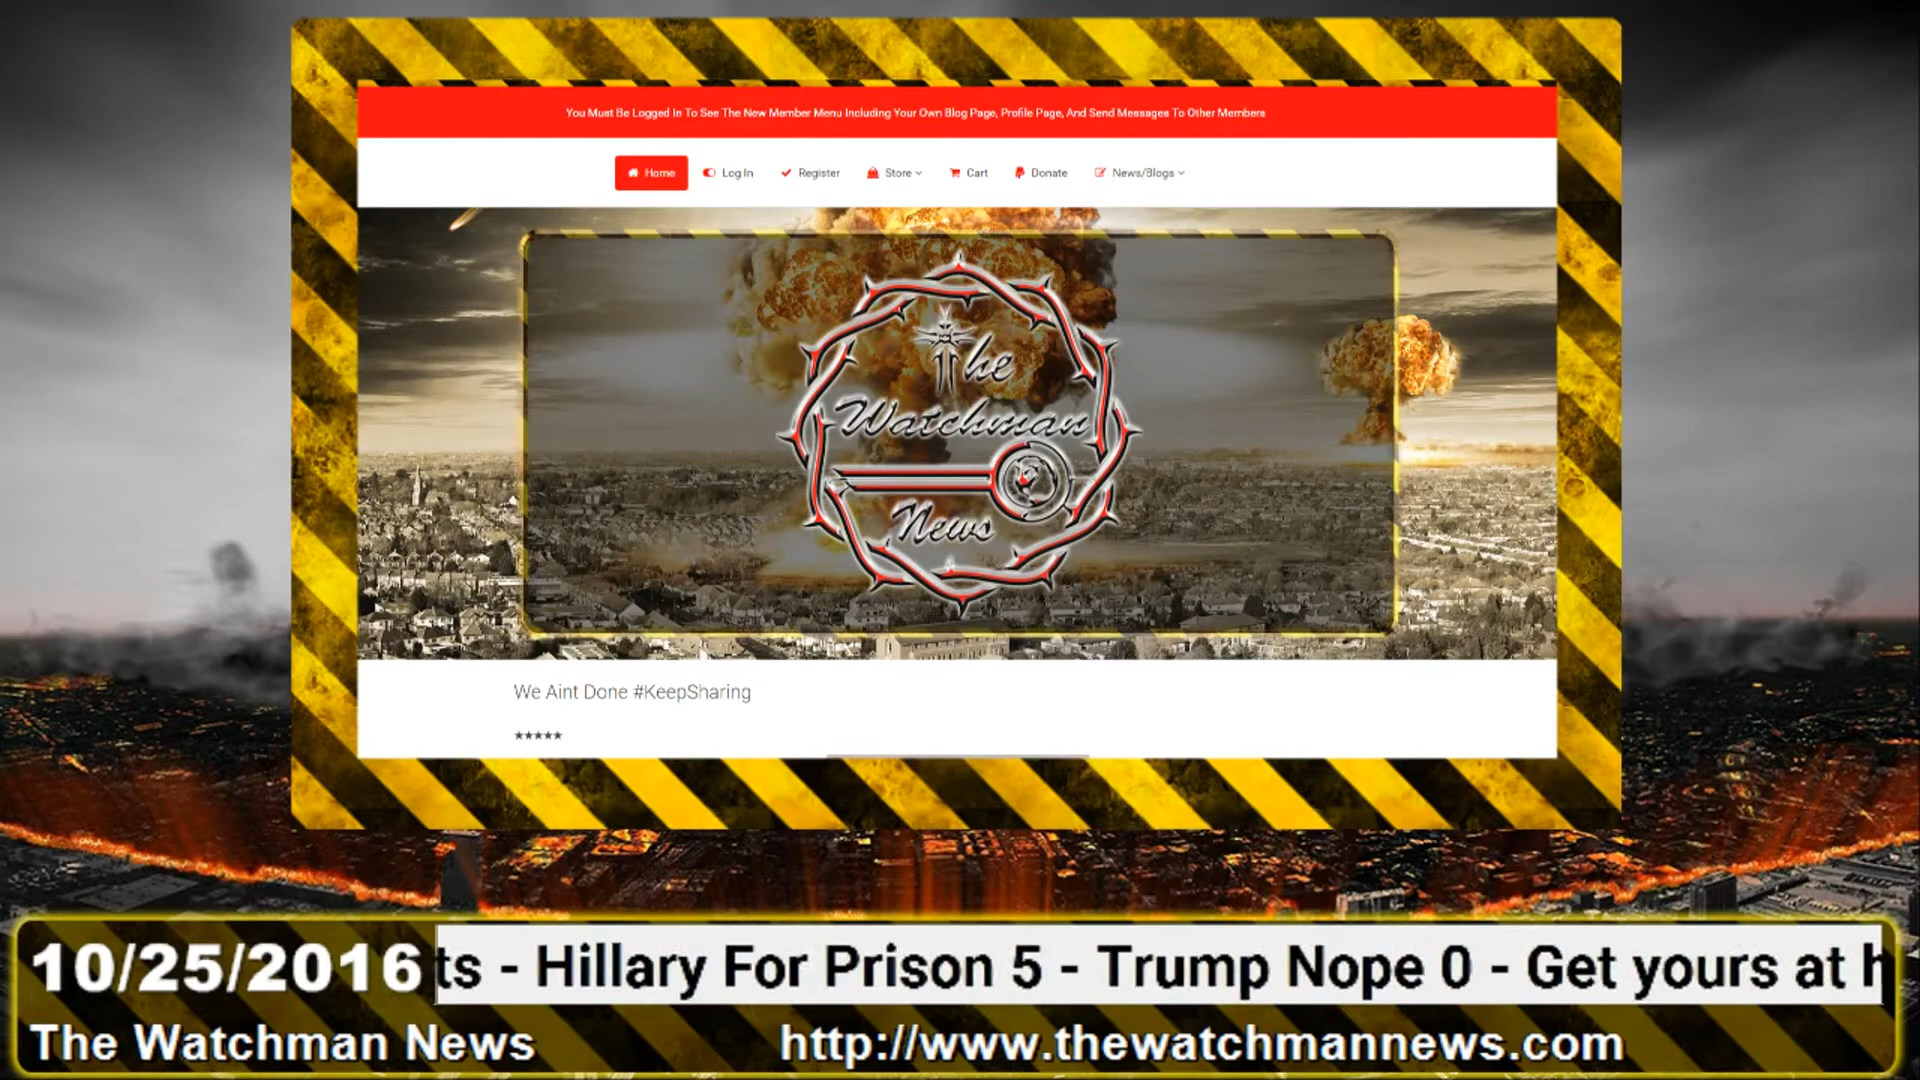 You Must Be Logged In To See The New Member Menu Including Your Own Blog Page, Profile Page, And Send Messages To Other Members
Home Log In Register Store Cart Donate News/Blogs
The
Watchman
News
We Aint Done #KeepSharing
10/25/2016 ts - Hillary For Prison 5 - Trump Nope 0 - Get yours at h
The Watchman News http://www.thewatchmannews.com